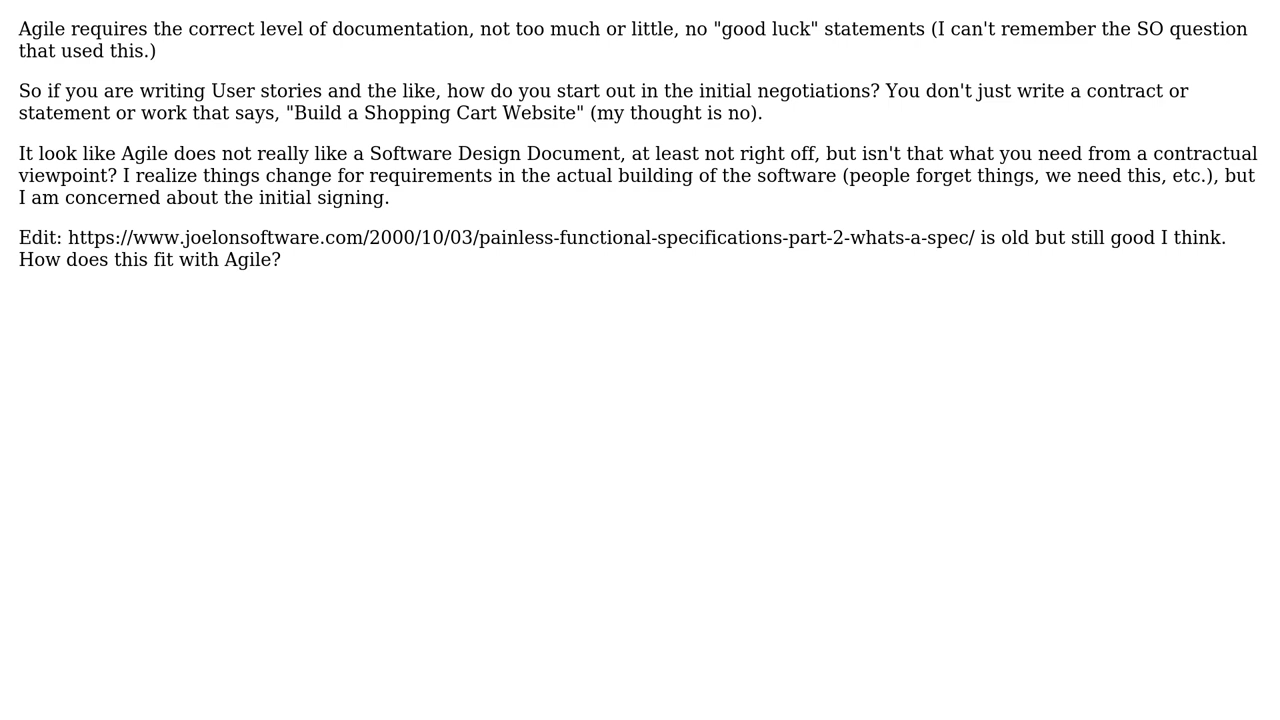 Agile requires the correct level of documentation, not too much or little, no "good luck" statements (I can't remember the SO question
that used this.)
So if you are writing User stories and the like, how do you start out in the initial negotiations? You don't just write a contract or
statement or work that says, "Build a Shopping Cart Website" (my thought is no).
It look like Agile does not really like a Software Design Document, at least not right off, but isn't that what you need from a contractual
viewpoint? I realize things change for requirements in the actual building of the software (people forget things, we need this, etc.), but
I am concerned about the initial signing.
Edit: https://www.joelonsoftware.com/2000/10/03/painless-functional-specifications-part-2-whats-a-spec/ is old but still good I think.
How does this fit with Agile?